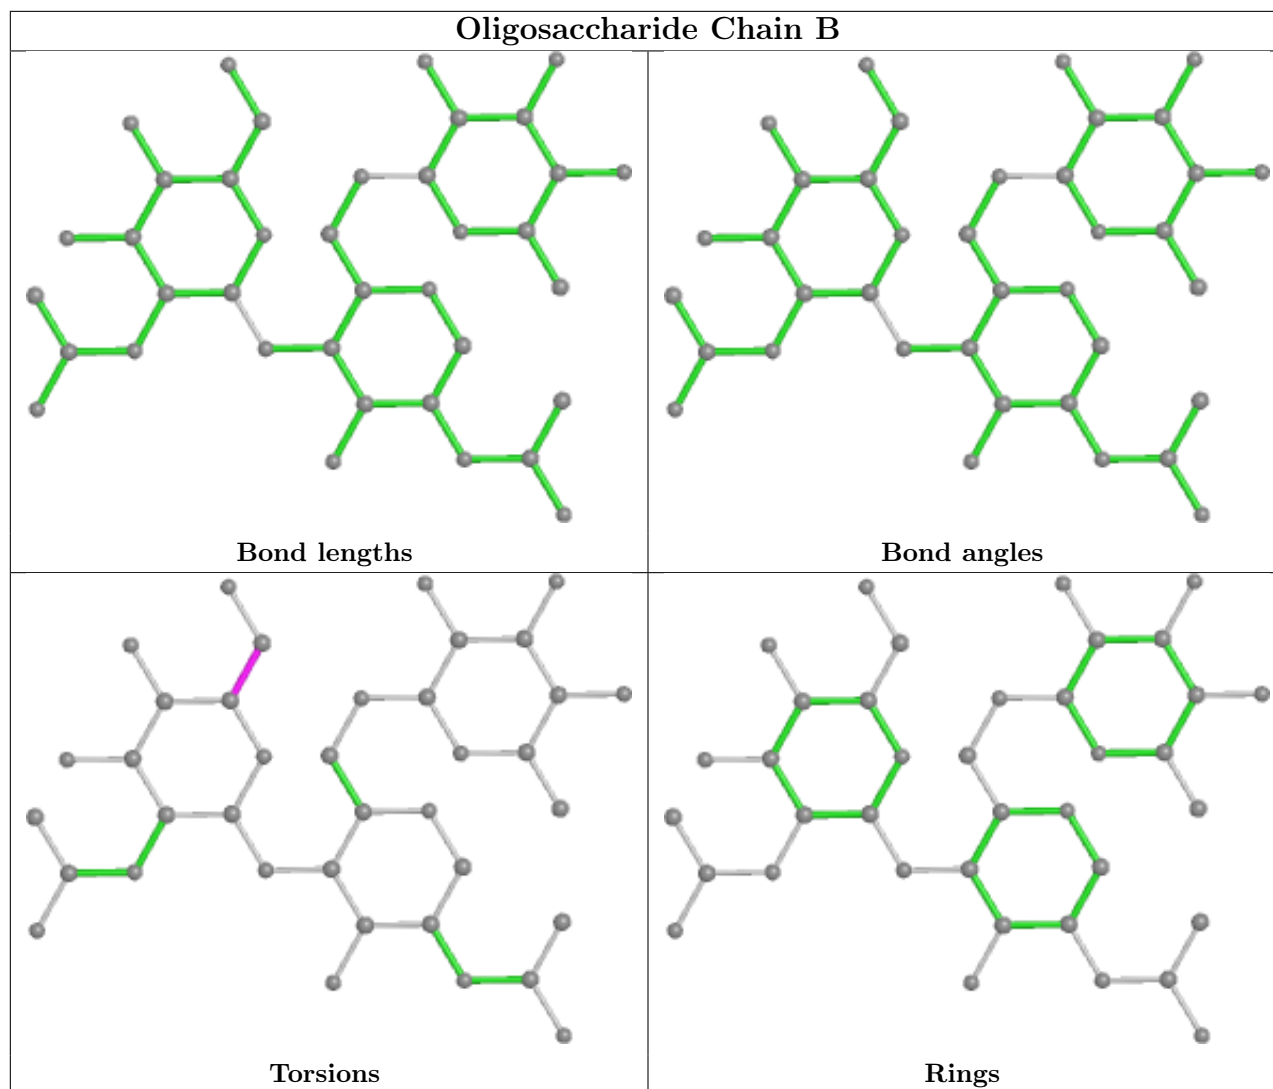 Oligosaccharide Chain B
Bond lengths
Bond angles
Torsions
Rings